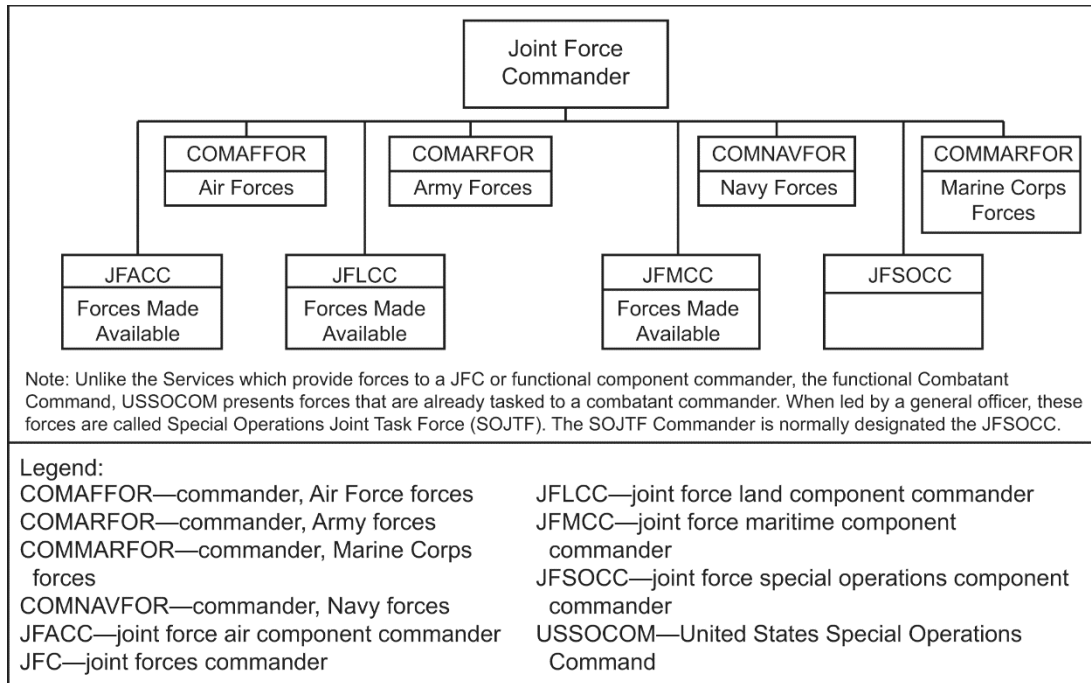 Joint Force
Commander
COMAFFOR
Air Forces
COMARFOR
Army Forces
COMNAVFOR
Navy Forces
COMMARFOR
Marine Corps
Forces
JFACC
Forces Made
Available
JFLCC
Forces Made
Available
JFMCC
Forces Made
Available
JFSOCC
Note: Unlike the Services which provide forces to a JFC or functional component commander, the functional Combatant
Command, USSOCOM presents forces that are already tasked to a combatant commander. When led by a general officer, these
forces are called Special Operations Joint Task Force (SOJTF). The SOJTF Commander is normally designated the JFSOCC.
Legend:
COMAFFOR—commander, Air Force forces
COMARFOR—commander, Army forces
COMMARFOR—commander, Marine Corps
forces
COMNAVFOR—commander, Navy forces
JFACC—joint force air component commander
JFC—joint forces commander
JFLCC—joint force land component commander
JFMCC—joint force maritime component
commander
JFSOCC—joint force special operations component
commander
USSOCOM—United States Special Operations
Command